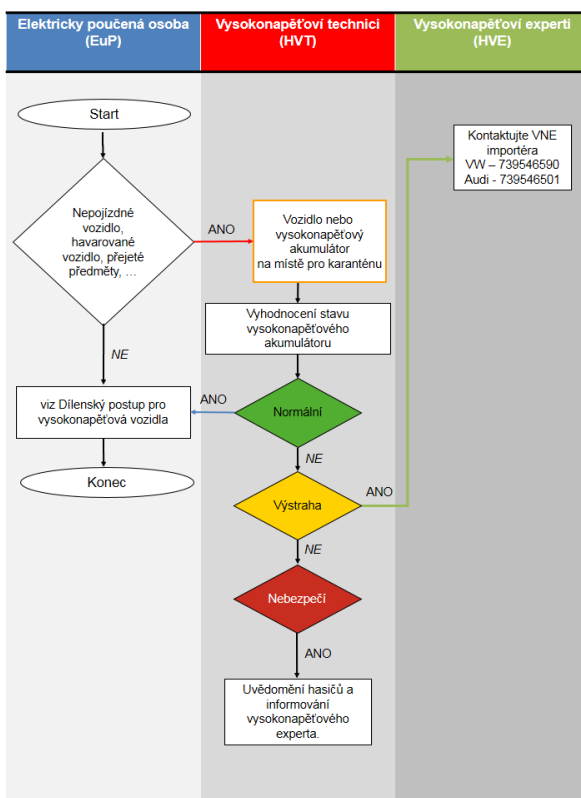 Elektricky poučená osoba
(EuP)
Vysokonapěťoví technici
(HVT)
Vysokonapěťoví experti
(HVE)
Start
Kontaktujte VNE
importéra
VW – 739546590
Audi - 739546501
Nepojízdné
vozidlo,
havarované
vozidlo, přejeté
předměty, ...
ANO
Vozidlo nebo
vysokonapěťový
akumulátor
na místě pro karanténu
Vyhodnocení stavu
vysokonapěťového
akumulátoru
NE
viz Dílenský postup pro
vysokonapěťová vozidla
ANO
Normální
NE
Konec
Výstraha
ANO
NE
Nebezpečí
ANO
Uvědomění hasičů a
informování
vysokonapěťového
experta.